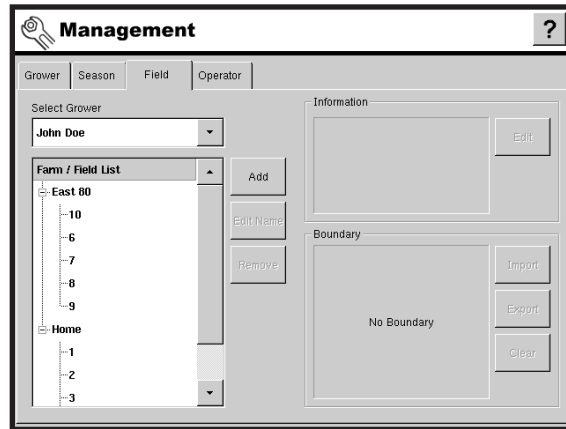 Management
?
Grower Season Field Operator
Select Grower
John Doe
Farm / Field List
East 80
10
6
7
8
9
Home
1
2
3
Add
Edit Name
Remove
Information
Edit
Boundary
No Boundary
Import
Export
Clear